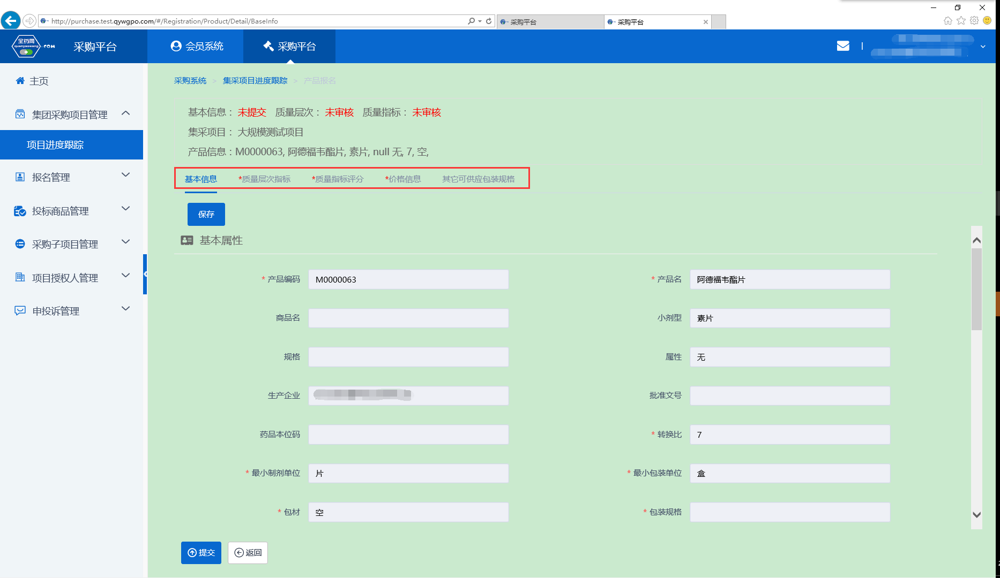 http://purchase.test.qywgpo.com/#/Registration/Product/Detail/BaseInfo
采购平台
采购平台
全药网
quanyaowang
.COM
采购平台
会员系统
采购平台
主页
集团采购项目管理
项目进度跟踪
报名管理
投标商品管理
采购子项目管理
项目授权人管理
申投诉管理
采购系统 > 集采项目进度跟踪 > 产品报名
基本信息： 未提交 质量层次： 未审核 质量指标： 未审核
集采项目： 大规模测试项目
产品信息：M0000063, 阿德福韦酯片, 素片, null 无, 7, 空,
基本信息 *质量层次指标 *质量指标评分 *价格信息 其它可供应包装规格
保存
基本属性
* 产品编码 M0000063 * 产品名 阿德福韦酯片
商品名 小剂型 素片
规格 属性 无
生产企业 批准文号
药品本位码 * 转换比 7
* 最小制剂单位 片 * 最小包装单位 盒
* 包材 空 * 包装规格
提交 返回